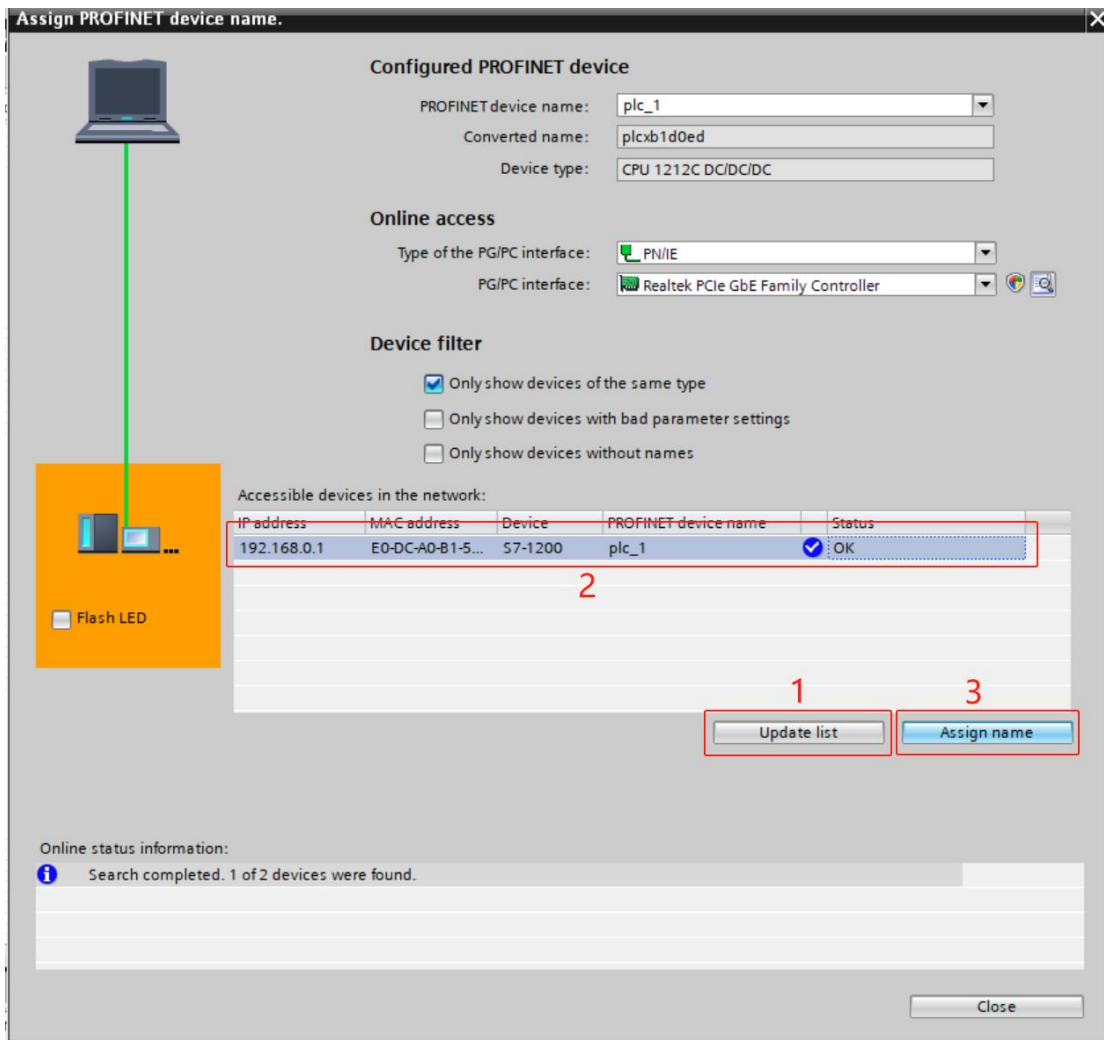 Assign PROFINET device name.
Configured PROFINET device
PROFINET device name: plc_1
Converted name: plcxb1d0ed
Device type: CPU 1212C DC/DC/DC
Online access
Type of the PG/PC interface: PN/IE
PG/PC interface: Realtek PCIe GbE Family Controller
Device filter
Only show devices of the same type
Only show devices with bad parameter settings
Only show devices without names
Accessible devices in the network:
IP address MAC address Device PROFINET device name Status
192.168.0.1 E0-DC-A0-B1-5... S7-1200 plc_1 OK
2
Flash LED
1 3
Update list Assign name
Online status information:
Search completed. 1 of 2 devices were found.
Close